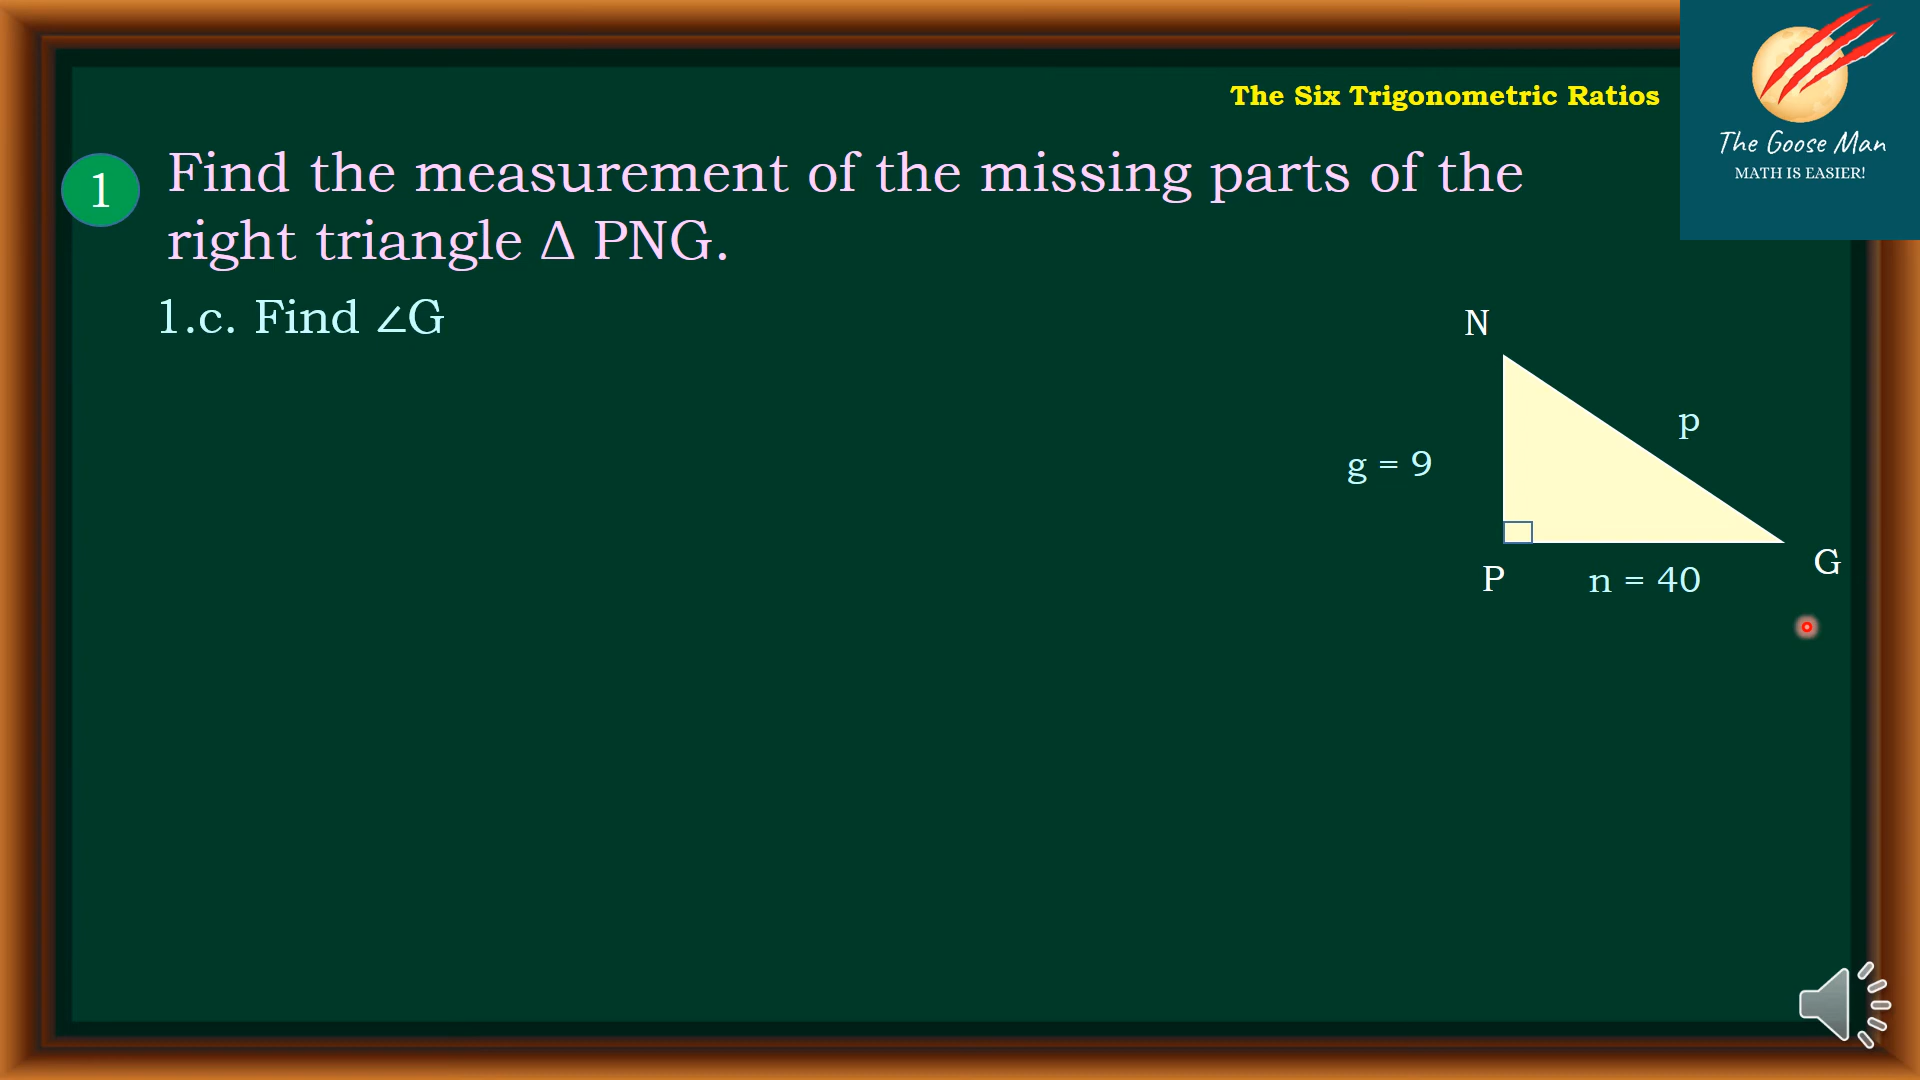 The Six Trigonometric Ratios
The Goose Man
MATH IS EASIER!
1
Find the measurement of the missing parts of the
right triangle Δ PNG.
1.c. Find ∠G
N
p
g = 9
P
n = 40
G